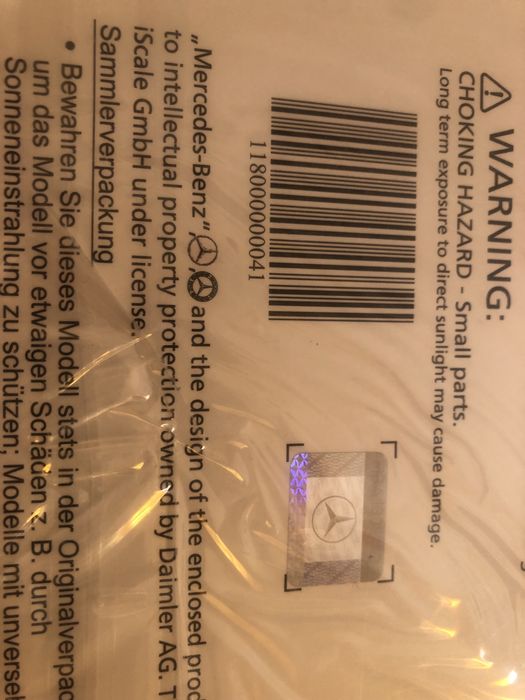 WARNING:
CHOKING HAZARD - Small parts.
Long term exposure to direct sunlight may cause damage.
118000000041
„Mercedes-Benz“, and the design of the enclosed prod
to intellectual property protection owned by Daimler AG. T
iScale GmbH under license.
Sammlerverpackung
• Bewahren Sie dieses Modell stets in der Originalverpac
um das Modell vor etwaigen Schäuen z. B. durch
Sonneneinstrahlung zu schützen; Modelle mit unversel